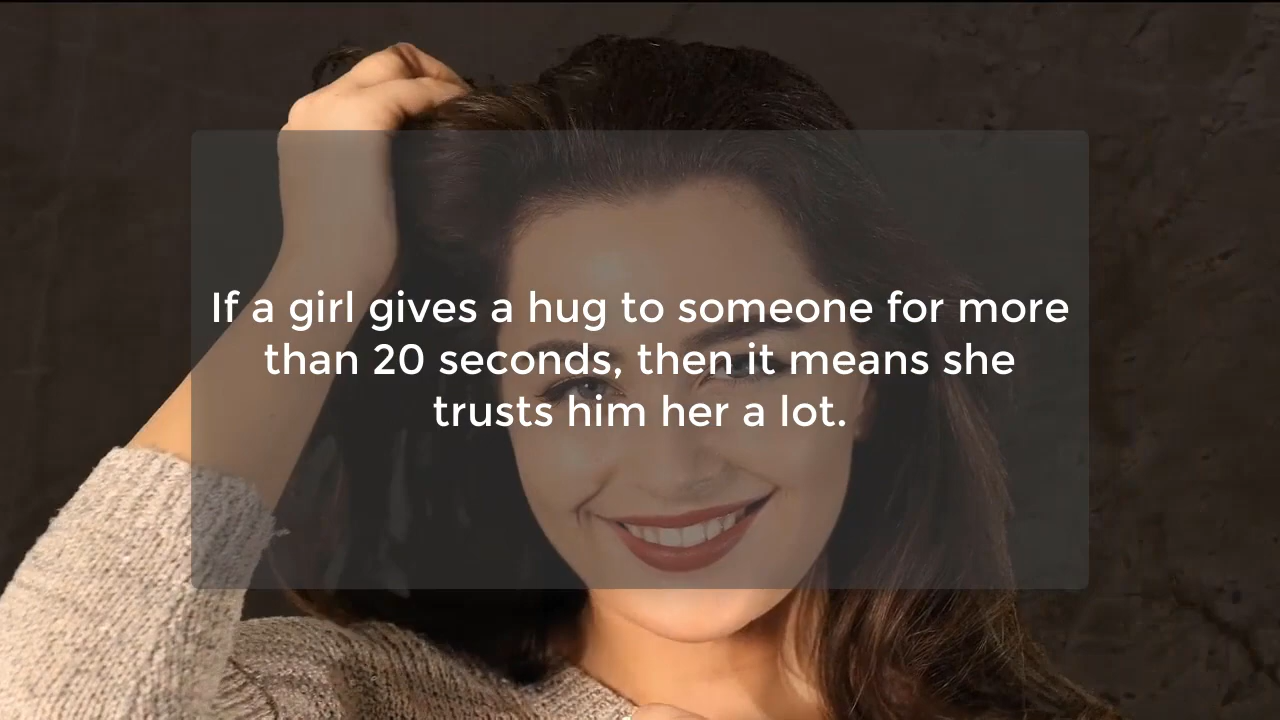 If a girl gives a hug to someone for more
than 20 seconds, then it means she
trusts him her a lot.